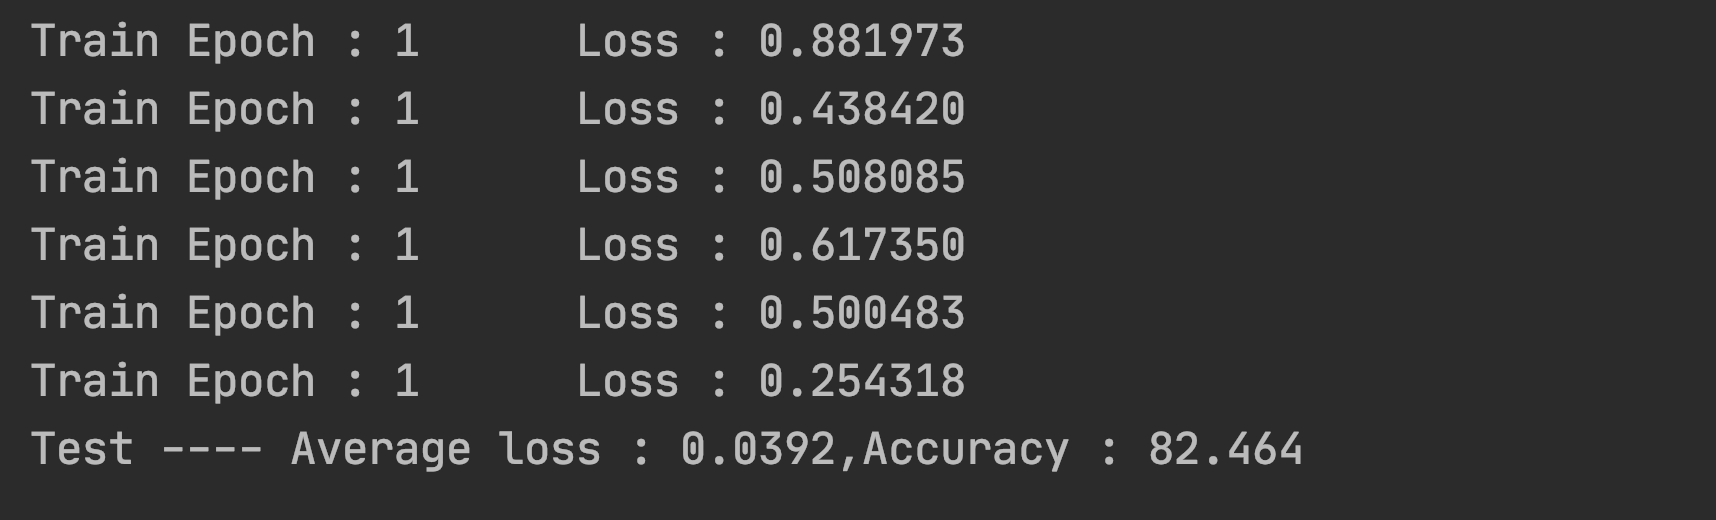 Train Epoch : 1      Loss : 0.881973
Train Epoch : 1      Loss : 0.438420
Train Epoch : 1      Loss : 0.508085
Train Epoch : 1      Loss : 0.617350
Train Epoch : 1      Loss : 0.500483
Train Epoch : 1      Loss : 0.254318
Test ---- Average loss : 0.0392,Accuracy : 82.464